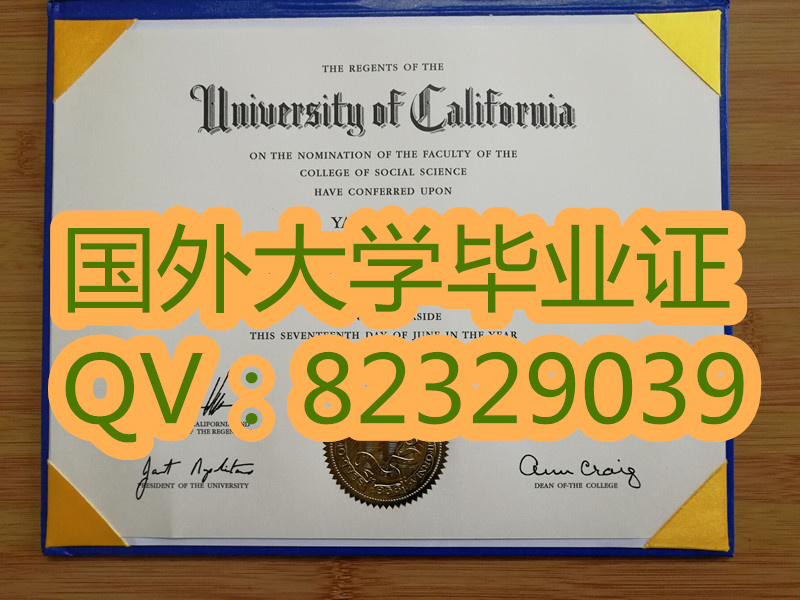 THE REGENTS OF THE
University of California
ON THE NOMINATION OF THE FACULTY OF THE
COLLEGE OF SOCIAL SCIENCE
HAVE CONFERRED UPON
国外大学毕业证
THIS SEVENTEENTH DAY OF JUNE IN THE YEAR
QV：82329039
PRESIDENT OF THE UNIVERSITY
Ann Craig
DEAN OF THE COLLEGE